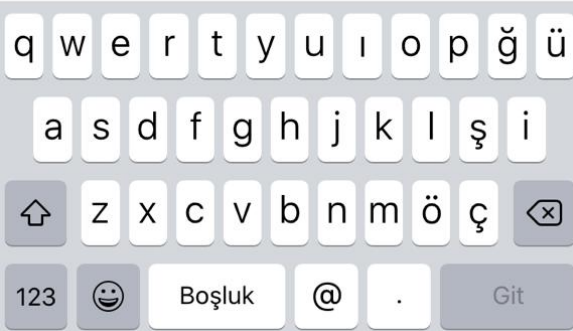 q w e r t y u ı o p ğ ü
a s d f g h j k l ş i
z x c v b n m ö ç
123 Boşluk @ . Git